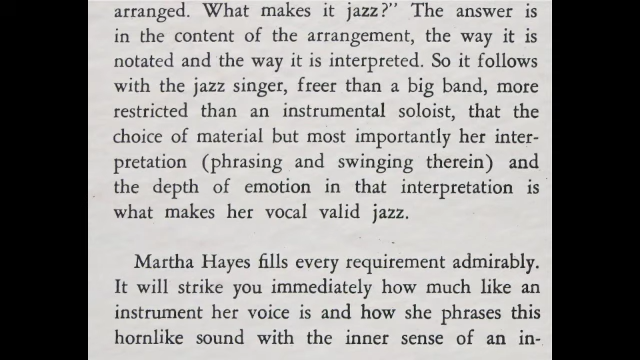 arranged. What makes it jazz?" The answer is
in the content of the arrangement, the way it is
notated and the way it is interpreted. So it follows
with the jazz singer, freer than a big band, more
restricted than an instrumental soloist, that the
choice of material but most importantly her inter-
pretation (phrasing and swinging therein) and
the depth of emotion in that interpretation is
what makes her vocal valid jazz.
Martha Hayes fills every requirement admirably.
It will strike you immediately how much like an
instrument her voice is and how she phrases this
hornlike sound with the inner sense of an in-